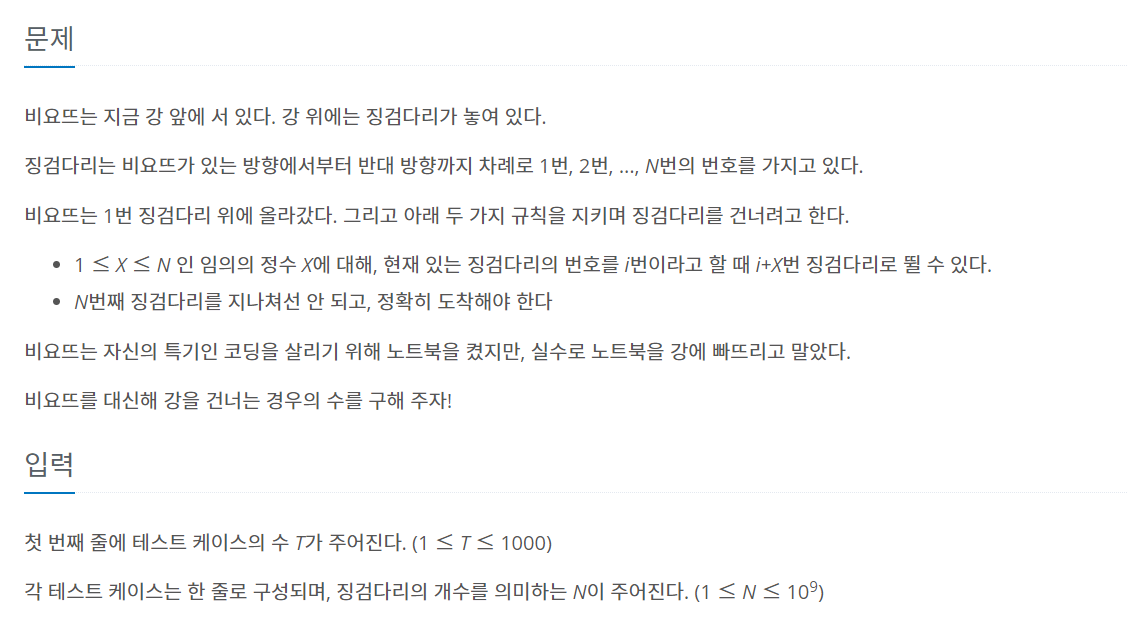 문제
비요뜨는 지금 강 앞에 서 있다. 강 위에는 징검다리가 놓여 있다.
징검다리는 비요뜨가 있는 방향에서부터 반대 방향까지 차례로 1번, 2번, ..., N번의 번호를 가지고 있다.
비요뜨는 1번 징검다리 위에 올라갔다. 그리고 아래 두 가지 규칙을 지키며 징검다리를 건너려고 한다.
• 1 ≤ X ≤ N 인 임의의 정수 X에 대해, 현재 있는 징검다리의 번호를 i번이라고 할 때 i+X번 징검다리로 뛸 수 있다.
• N번째 징검다리를 지나쳐선 안 되고, 정확히 도착해야 한다
비요뜨는 자신의 특기인 코딩을 살리기 위해 노트북을 켰지만, 실수로 노트북을 강에 빠뜨리고 말았다.
비요뜨를 대신해 강을 건너는 경우의 수를 구해 주자!
입력
첫 번째 줄에 테스트 케이스의 수 T가 주어진다. (1 ≤ T ≤ 1000)
각 테스트 케이스는 한 줄로 구성되며, 징검다리의 개수를 의미하는 N이 주어진다. (1 ≤ N ≤ 10⁹)